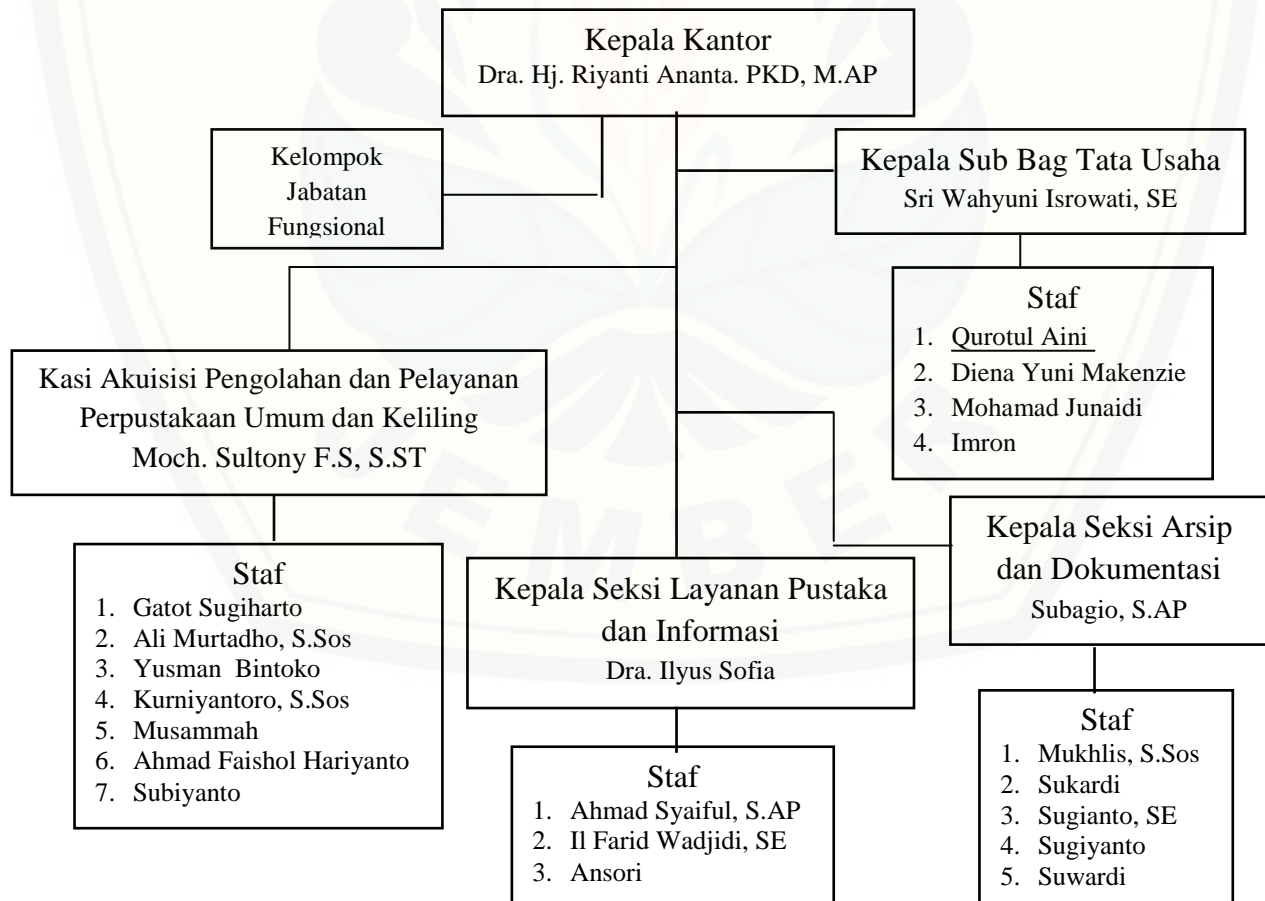 Kepala Kantor
Dra. Hj. Riyanti Ananta. PKD, M.AP
Kelompok
Jabatan
Fungsional
Kepala Sub Bag Tata Usaha
Sri Wahyuni Isrowati, SE
Staf
1. Qurotul Aini
2. Diena Yuni Makenzie
3. Mohamad Junaidi
4. Imron
Kasi Akuisisi Pengolahan dan Pelayanan
Perpustakaan Umum dan Keliling
Moch. Sultony F.S, S.ST
Staf
1. Gatot Sugiharto
2. Ali Murtadho, S.Sos
3. Yusman Bintoko
4. Kurniyantoro, S.Sos
5. Musammah
6. Ahmad Faishol Hariyanto
7. Subiyanto
Kepala Seksi Layanan Pustaka
dan Informasi
Dra. Ilyus Sofia
Staf
1. Ahmad Syaiful, S.AP
2. Il Farid Wadjidi, SE
3. Ansori
Kepala Seksi Arsip
dan Dokumentasi
Subagio, S.AP
Staf
1. Mukhlis, S.Sos
2. Sukardi
3. Sugianto, SE
4. Sugiyanto
5. Suwardi
JEMBER